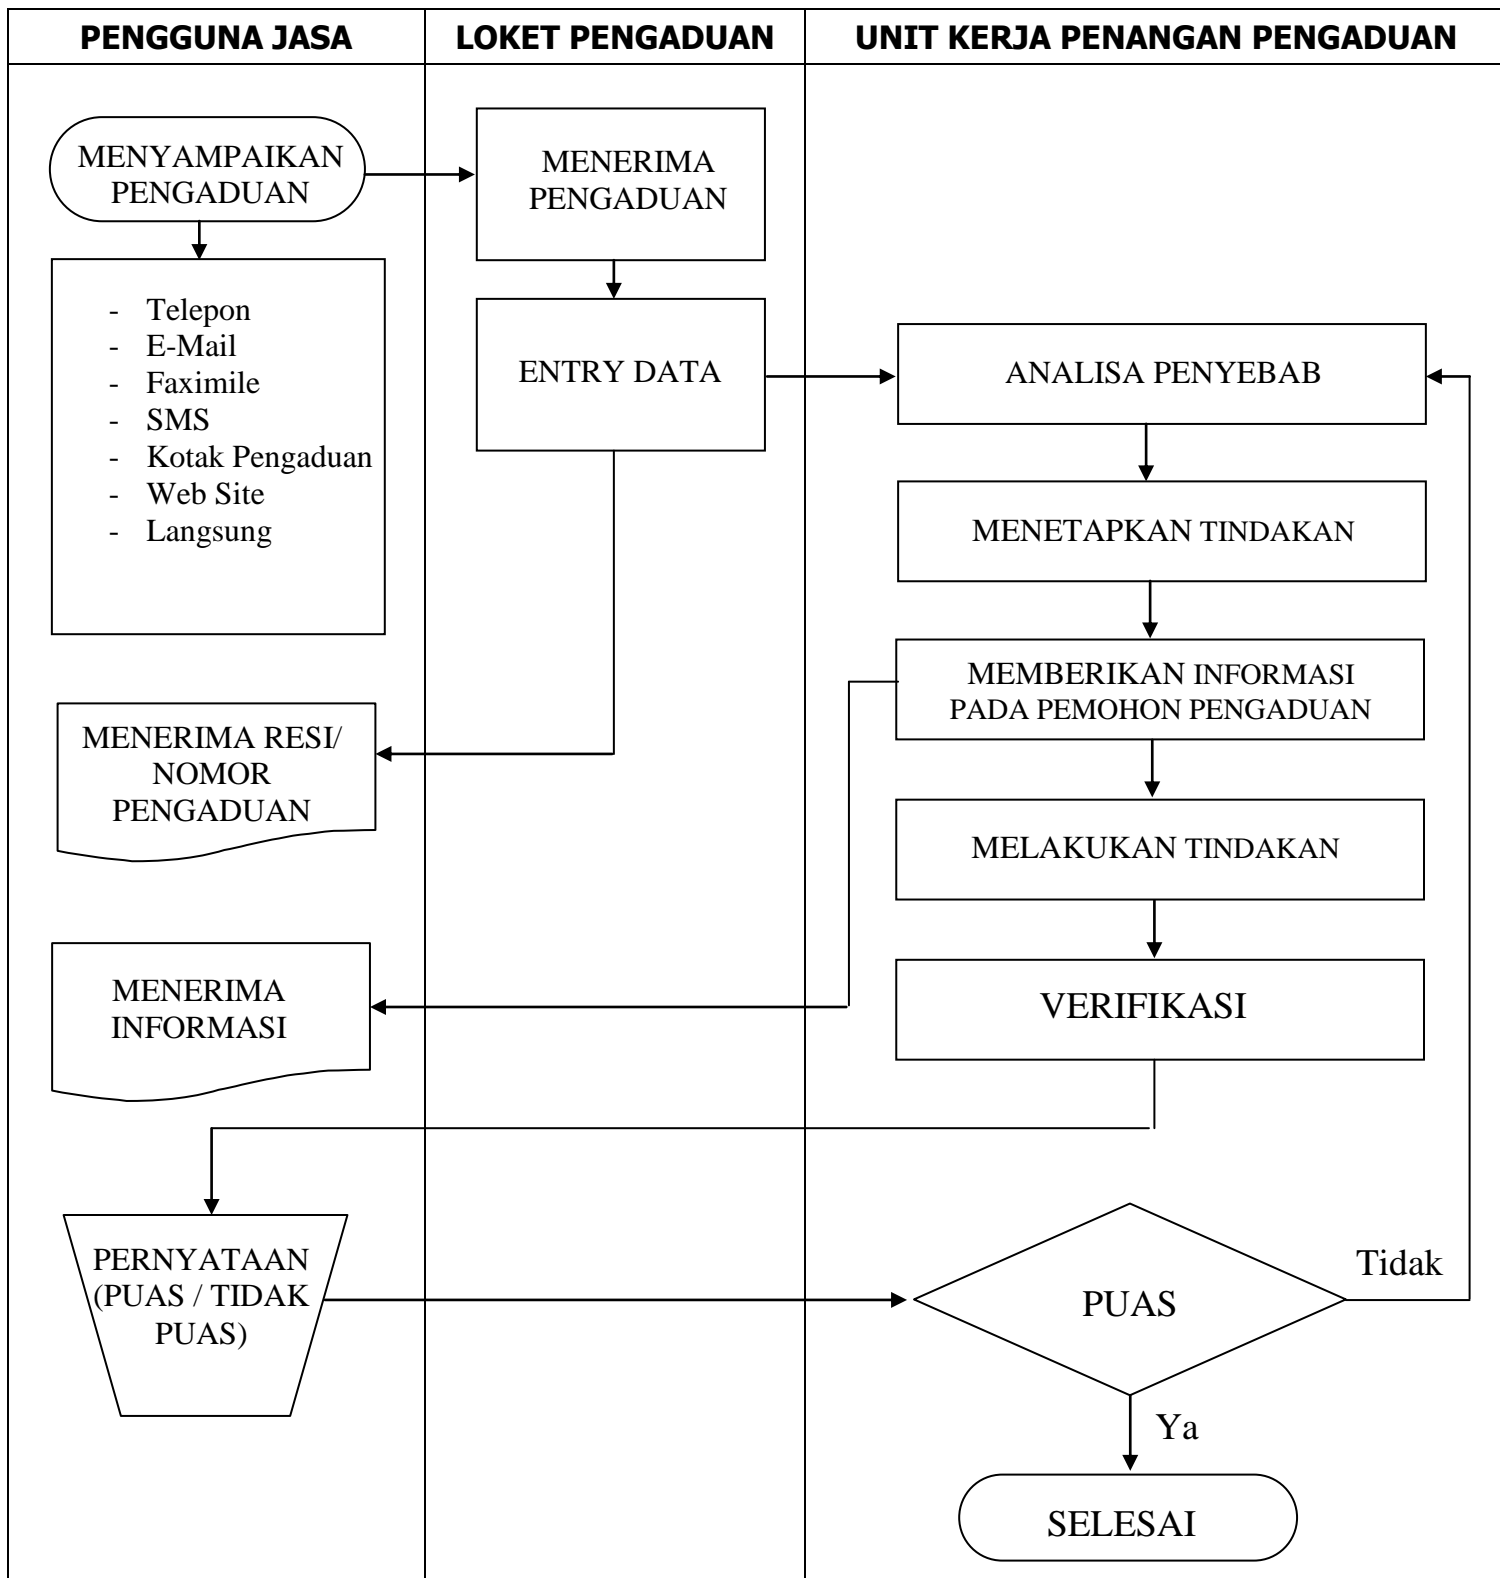 PENGGUNA JASA
LOKET PENGADUAN
UNIT KERJA PENANGAN PENGADUAN
MENYAMPAIKAN
PENGADUAN
- Telepon
- E-Mail
- Faximile
- SMS
- Kotak Pengaduan
- Web Site
- Langsung
MENERIMA RESI/
NOMOR
PENGADUAN
MENERIMA
INFORMASI
PERNYATAAN
(PUAS / TIDAK
PUAS)
MENERIMA
PENGADUAN
ENTRY DATA
ANALISA PENYEBAB
MENETAPKAN TINDAKAN
MEMBERIKAN INFORMASI
PADA PEMOHON PENGADUAN
MELAKUKAN TINDAKAN
VERIFIKASI
PUAS
Tidak
Ya
SELESAI